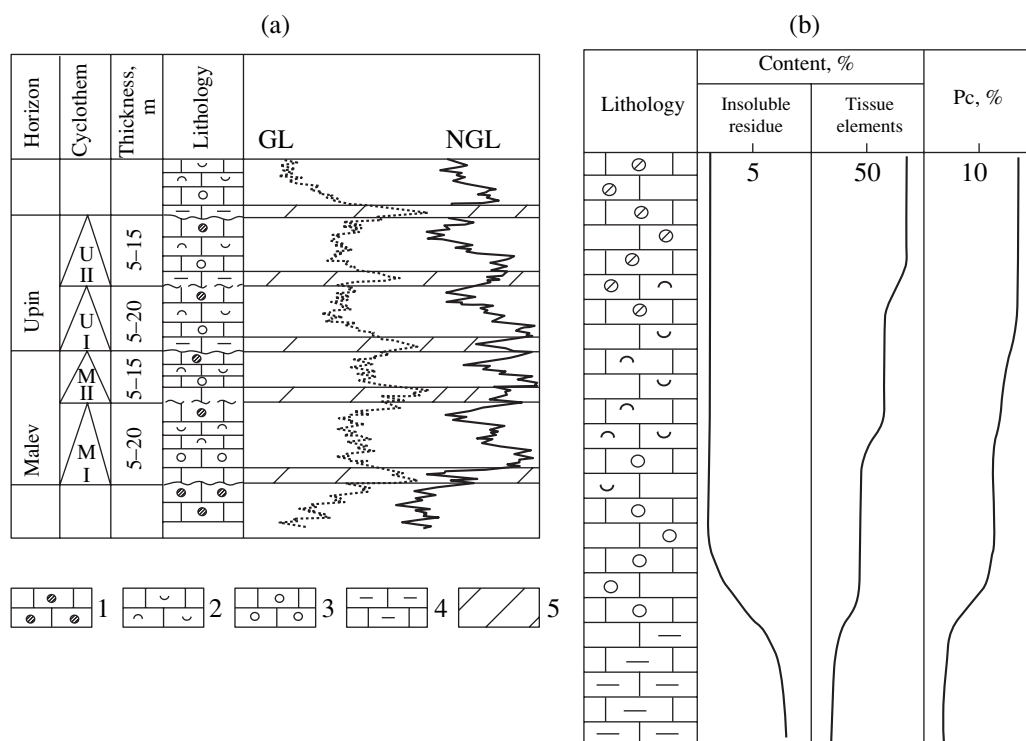 (a)
Horizon
Cyclothem
Thickness,
m
Lithology
GL
NGL
Upin
U
II
5–15
U
I
5–20
Malev
M
II
5–15
M
I
5–20
1
2
3
4
5
(b)
Lithology
Content, %
Insoluble
residue
Tissue
elements
Pc, %
5
50
10